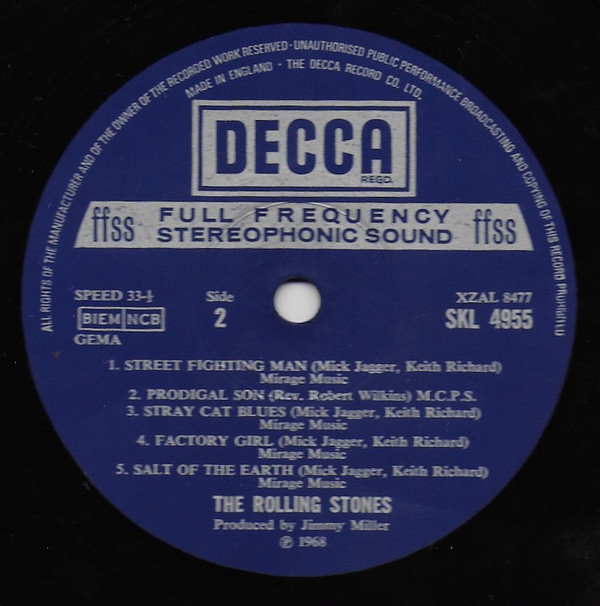 ALL RIGHTS OF THE MANUFACTURER AND OF THE OWNER OF THE RECORDED WORK RESERVED · UNAUTHORISED PUBLIC PERFORMANCE BROADCASTING AND COPYING OF THIS RECORD PROHIBITED
MADE IN ENGLAND · THE DECCA RECORD CO. LTD.
DECCA
REGD.
ffss FULL FREQUENCY ffss
STEREOPHONIC SOUND
SPEED 33-⅓ Side XZAL 8477
BIEM NCB 2 SKL 4955
GEMA
1. STREET FIGHTING MAN (Mick Jagger, Keith Richard)
Mirage Music
2. PRODIGAL SON (Rev. Robert Wilkins) M.C.P.S.
3. STRAY CAT BLUES (Mick Jagger, Keith Richard)
Mirage Music
4. FACTORY GIRL (Mick Jagger, Keith Richard)
Mirage Music
5. SALT OF THE EARTH (Mick Jagger, Keith Richard)
Mirage Music
THE ROLLING STONES
Produced by Jimmy Miller
℗ 1968